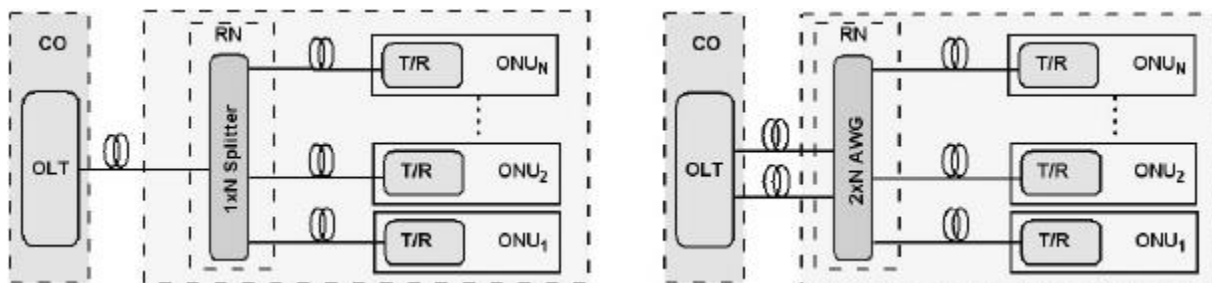 CO
RN
OLT
1xN Splitter
T/R
ONU_N
T/R
ONU_2
T/R
ONU_1
CO
RN
OLT
2xN AWG
T/R
ONU_N
T/R
ONU_2
T/R
ONU_1